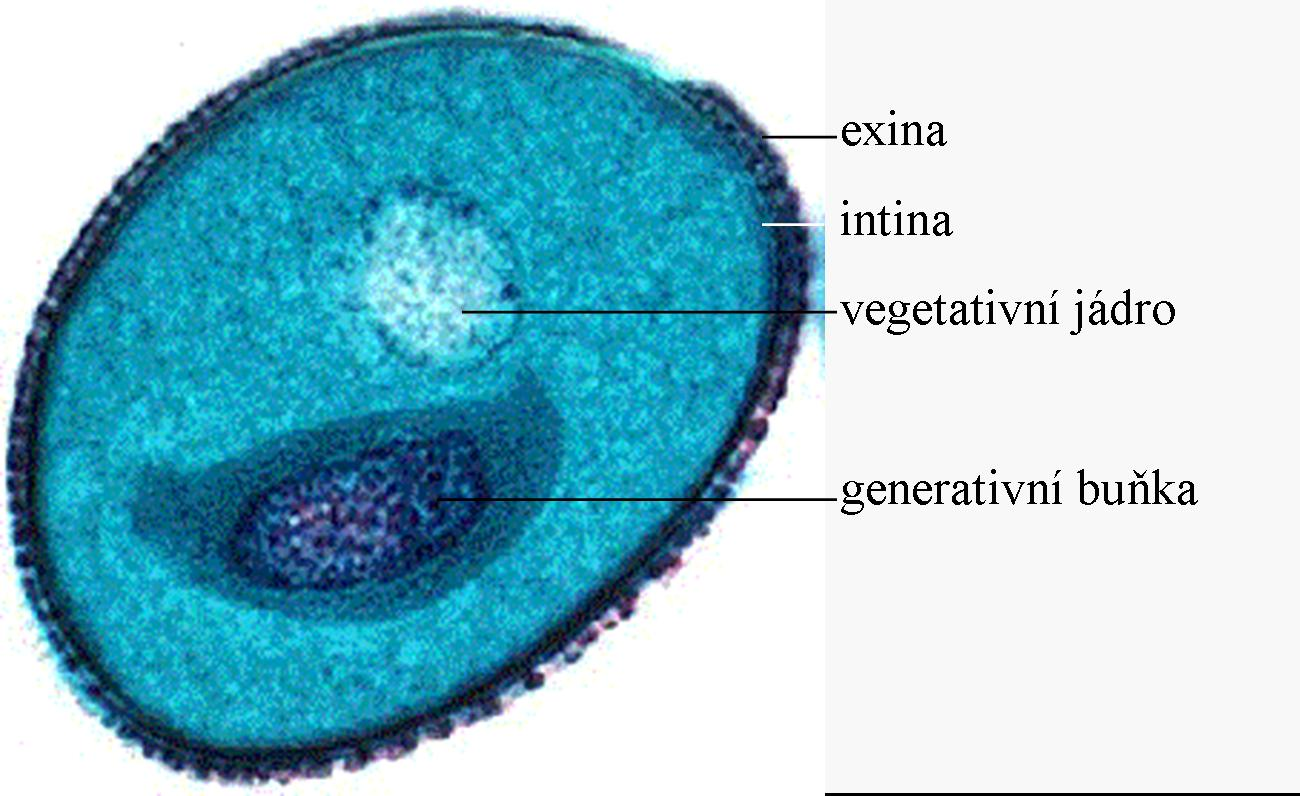 exina
intina
vegetativní jádro
generativní buňka